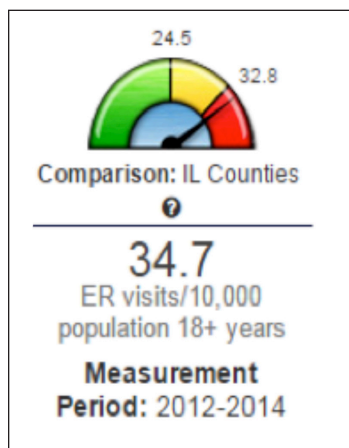 24.5
32.8
Comparison: IL Counties
?
34.7
ER visits/10,000
population 18+ years
Measurement
Period: 2012-2014